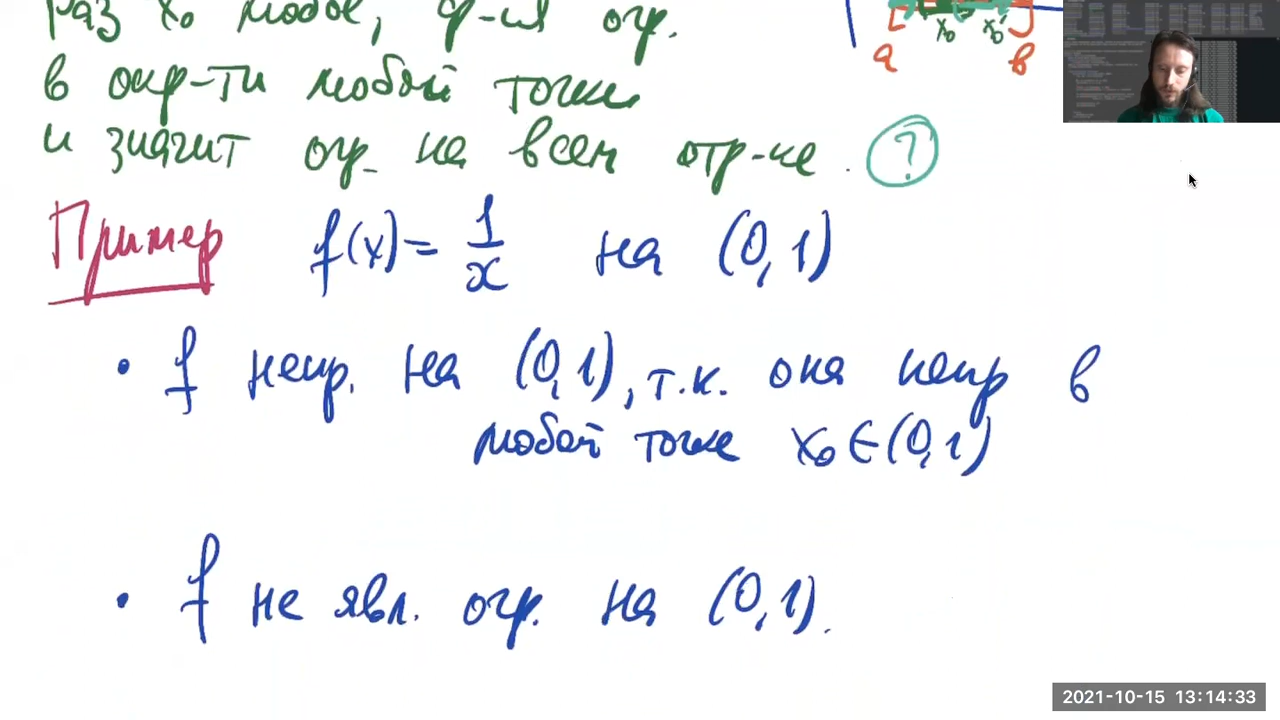 раз x₀ любое, ф-ия огр.
в окр-ти любой точки
и значит огр. на всем отр-ке. ?
a x₀ x₀' в
Пример f(x) = 1/x на (0,1)
• f непр. на (0,1), т.к. она непр в
любой точке x₀ ∈ (0,1)
• f не явл. огр. на (0,1).
2021-10-15 13:14:33